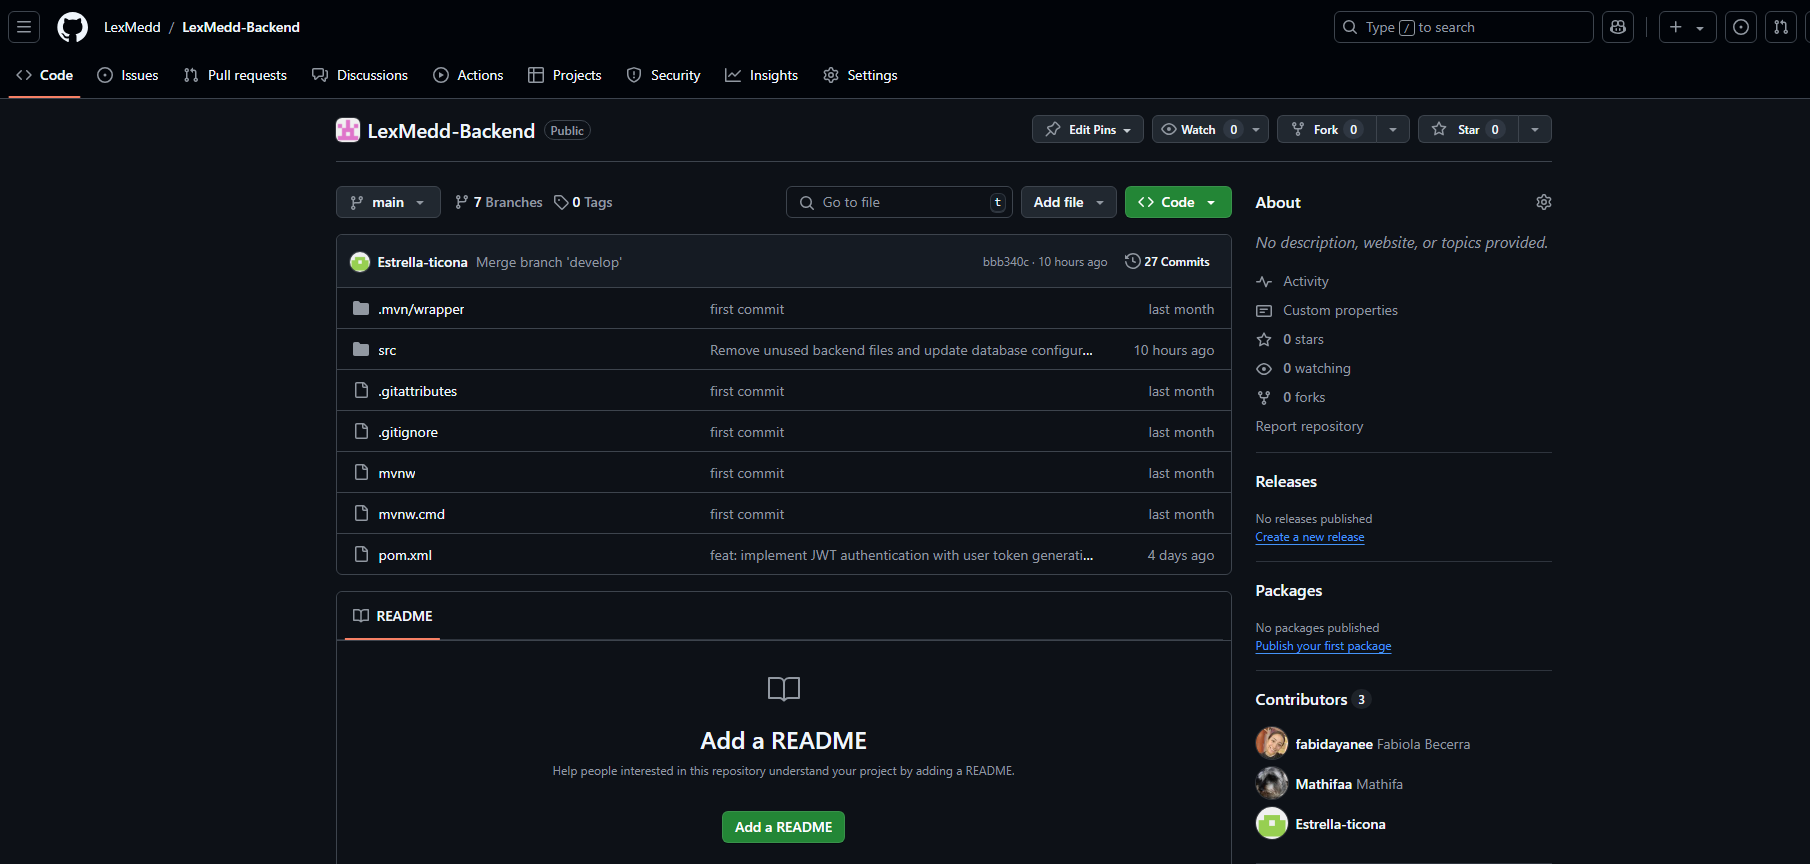 LexMedd / LexMedd-Backend
Type / to search
Code
Issues
Pull requests
Discussions
Actions
Projects
Security
Insights
Settings
LexMedd-Backend Public
Edit Pins
Watch 0
Fork 0
Star 0
main
7 Branches
0 Tags
Go to file t
Add file
Code
Estrella-ticona Merge branch 'develop' bbb340c · 10 hours ago 27 Commits
.mvn/wrapper first commit last month
src Remove unused backend files and update database configur... 10 hours ago
.gitattributes first commit last month
.gitignore first commit last month
mvnw first commit last month
mvnw.cmd first commit last month
pom.xml feat: implement JWT authentication with user token generati... 4 days ago
README
Add a README
Help people interested in this repository understand your project by adding a README.
Add a README
About
No description, website, or topics provided.
Activity
Custom properties
0 stars
0 watching
0 forks
Report repository
Releases
No releases published
Create a new release
Packages
No packages published
Publish your first package
Contributors 3
fabidayanee Fabiola Becerra
Mathifaa Mathifa
Estrella-ticona